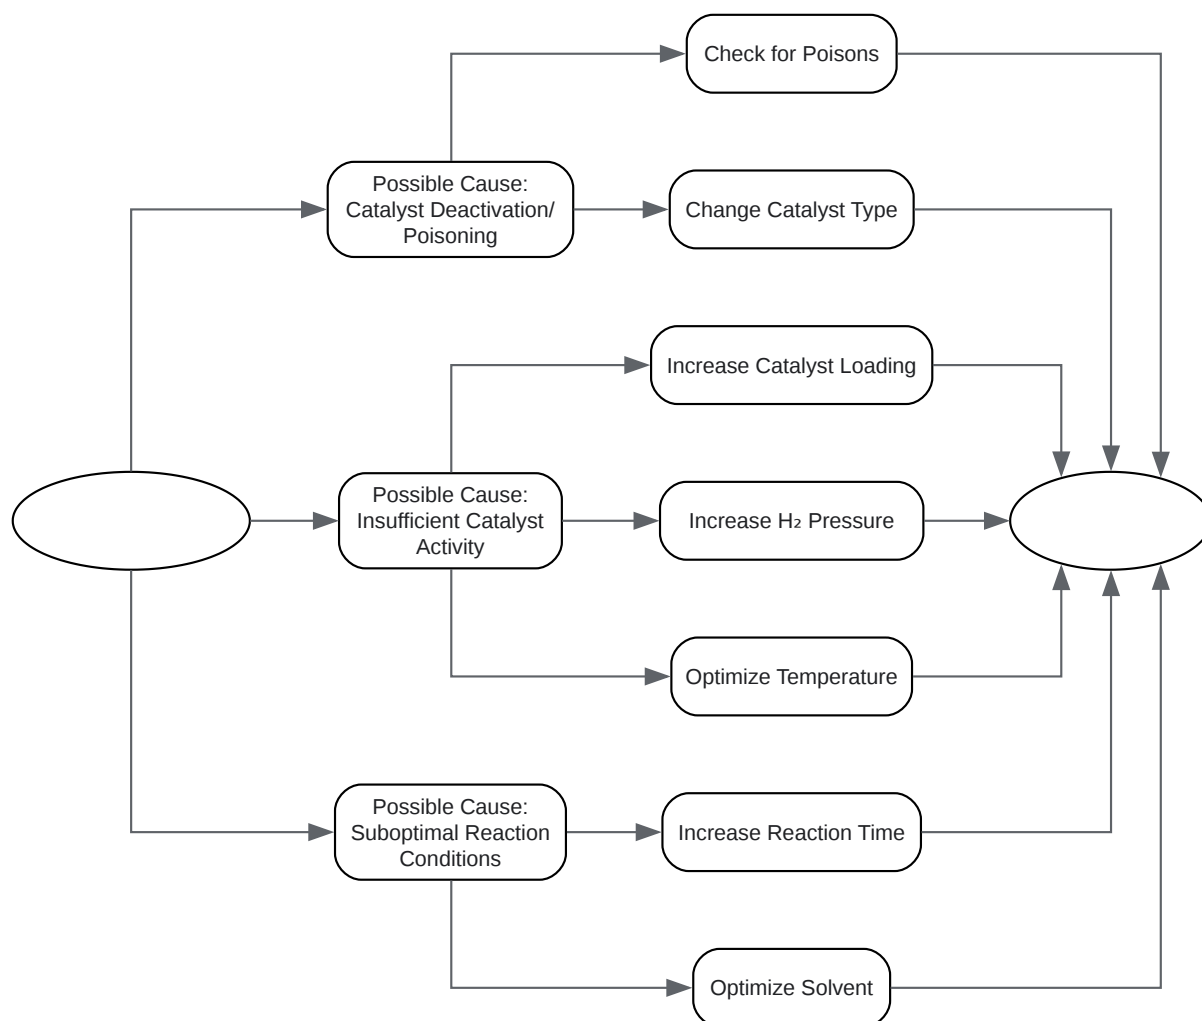 Check for Poisons
Possible Cause:
Catalyst Deactivation/
Poisoning
Change Catalyst Type
Increase Catalyst Loading
Possible Cause:
Insufficient Catalyst
Activity
Increase H₂ Pressure
Optimize Temperature
Possible Cause:
Suboptimal Reaction
Conditions
Increase Reaction Time
Optimize Solvent